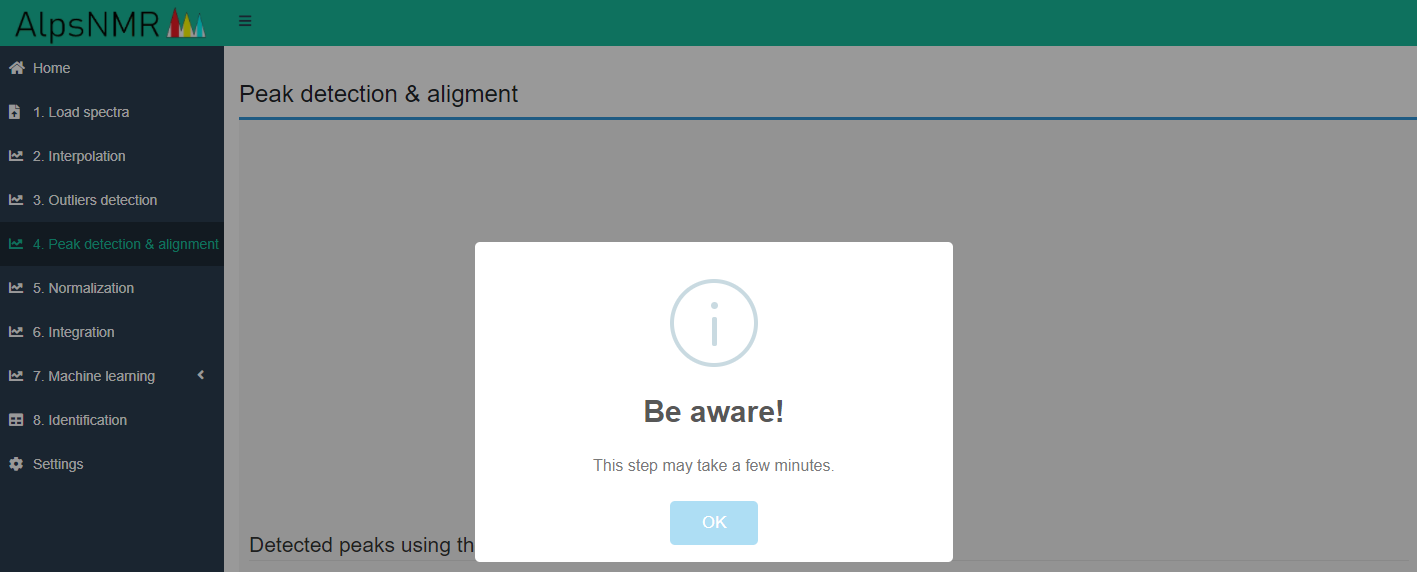 AlpsNMR
Home
1. Load spectra
2. Interpolation
3. Outliers detection
4. Peak detection & alignment
5. Normalization
6. Integration
7. Machine learning
8. Identification
Settings
Peak detection & aligment
Be aware!
This step may take a few minutes.
OK
Detected peaks using th